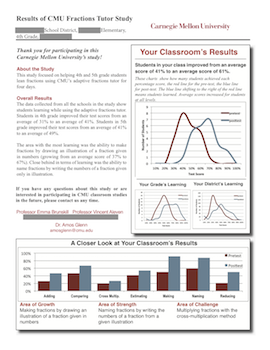 Results of CMU Fractions Tutor Study
Carnegie Mellon University
School District, Elementary,
4th Grade,
Thank you for participating in this
Carnegie Mellon University's study!
About the Study
This study focused on helping 4th and 5th grade students
learn fractions using CMU's adaptive fractions tutor for
four days.
Overall Results
The data collected from all the schools in the study show
students learning while using the adaptive fraction tutor.
Students in 4th grade improved their test scores from an
average of 31% to an average of 41%. Students in 5th
grade improved their test scores from an average of 41%
to an average of 49%.
The most improvement was the ability to make
fractions by drawing an illustration of a fraction given
in numbers (growing from an average of 37% to
67%). Close behind in score of learning was the ability to
name fractions by writing the numbers of a fraction given
only in illustration.
If you have any questions about this study or are
interested in participating in CMU classroom studies
in the future, please contact us any time.
Professor Emma Brunskill Professor Vincent Aleven
Dr. Amos Glenn
Your Classroom's Results
Students in your class improved from an average
score of 41% to an average score of 61%.
These charts show how many students achieved each
percentage score, the red line for the pre-test, the blue line
for post-test. The blue line shifting to the right of the red line
means students learned. Average scores increased for students
at all levels.
Number of Students
Test Score
Your Grade's Learning
Your District's Learning
A Closer Look at Your Classroom's Results
Pretest
Posttest
Adding
Comparing
Cross Multip.
Estimating
Making
Naming
Reducing
Area of Growth
Making fractions by drawing an
illustration of a fraction given in
numbers
Area of Strength
Naming fractions by writing the
numbers of a fraction from a
given illustration
Area of Challenge
Multiplying fractions with the
cross-multiplication method